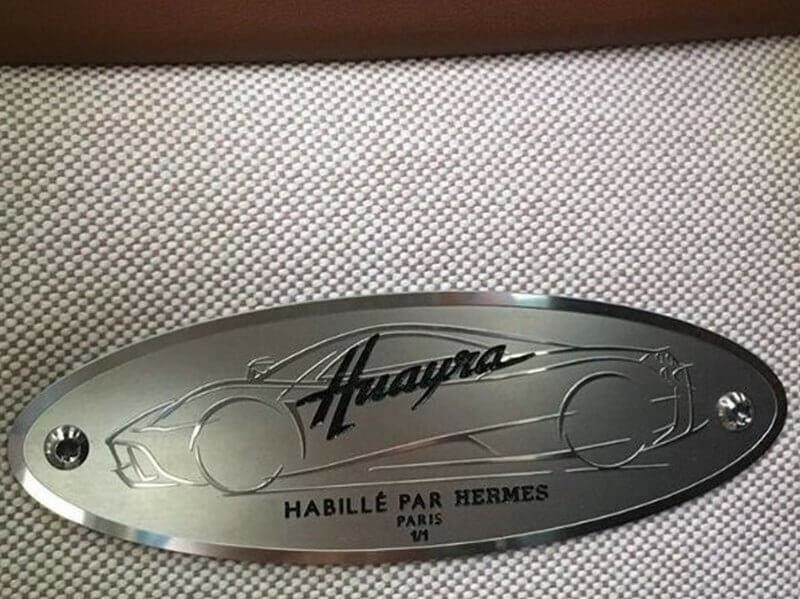 Huayra
HABILLÉ PAR HERMES
PARIS
1/1